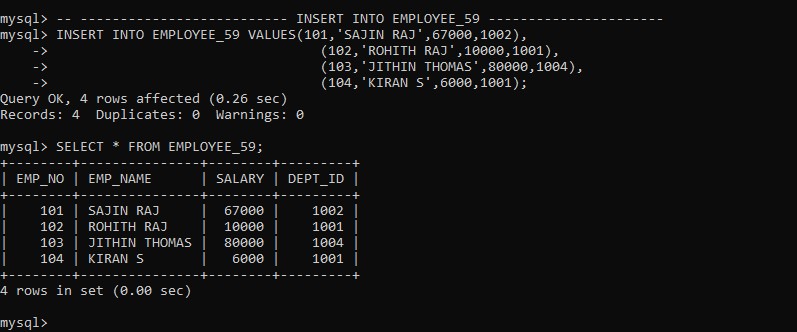 mysql> -- -------------------------- INSERT INTO EMPLOYEE_59 ----------------------
mysql> INSERT INTO EMPLOYEE_59 VALUES(101,'SAJIN RAJ',67000,1002),
    ->                                  (102,'ROHITH RAJ',10000,1001),
    ->                                  (103,'JITHIN THOMAS',80000,1004),
    ->                                  (104,'KIRAN S',6000,1001);
Query OK, 4 rows affected (0.26 sec)
Records: 4  Duplicates: 0  Warnings: 0

mysql> SELECT * FROM EMPLOYEE_59;
+--------+---------------+--------+---------+
| EMP_NO | EMP_NAME      | SALARY | DEPT_ID |
+--------+---------------+--------+---------+
|    101 | SAJIN RAJ     |  67000 |    1002 |
|    102 | ROHITH RAJ    |  10000 |    1001 |
|    103 | JITHIN THOMAS |  80000 |    1004 |
|    104 | KIRAN S       |   6000 |    1001 |
+--------+---------------+--------+---------+
4 rows in set (0.00 sec)

mysql>